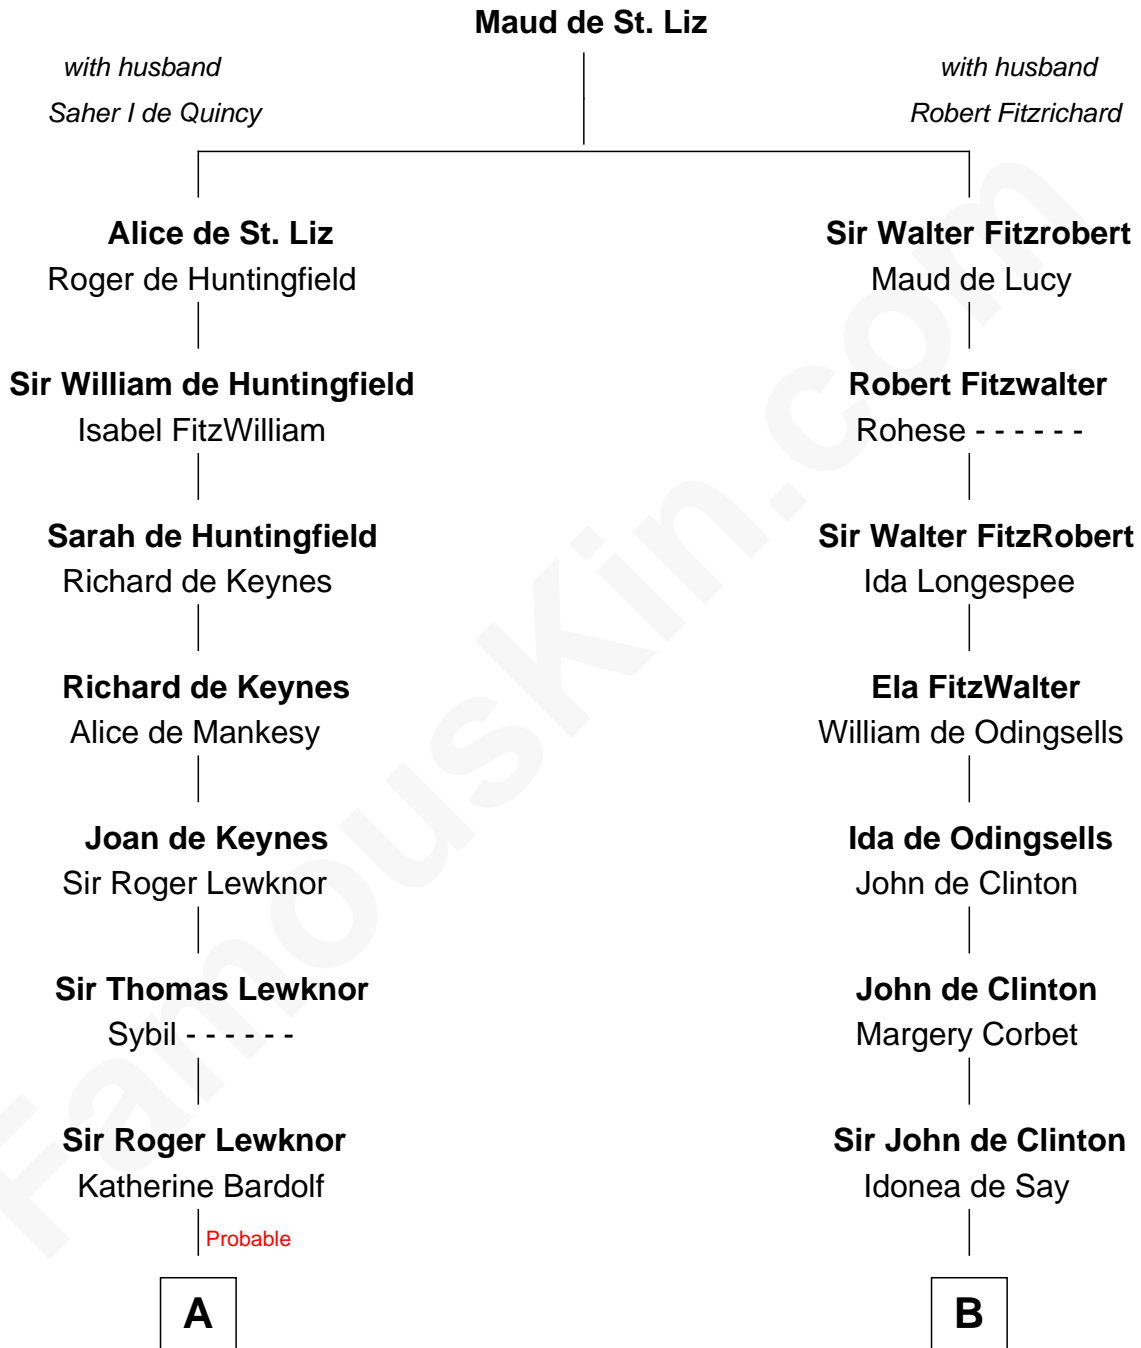 Maud de St. Liz
with husband
Saher I de Quincy
with husband
Robert Fitzrichard
Alice de St. Liz
Roger de Huntingfield
Sir William de Huntingfield
Isabel FitzWilliam
Sarah de Huntingfield
Richard de Keynes
Richard de Keynes
Alice de Mankesy
Joan de Keynes
Sir Roger Lewknor
Sir Thomas Lewknor
Sybil - - - - - -
Sir Roger Lewknor
Katherine Bardolf
Probable
A
Sir Walter Fitzrobert
Maud de Lucy
Robert Fitzwalter
Rohese - - - - - -
Sir Walter FitzRobert
Ida Longespee
Ela FitzWalter
William de Odingsells
Ida de Odingsells
John de Clinton
John de Clinton
Margery Corbet
Sir John de Clinton
Idonea de Say
B
FamousKin.com